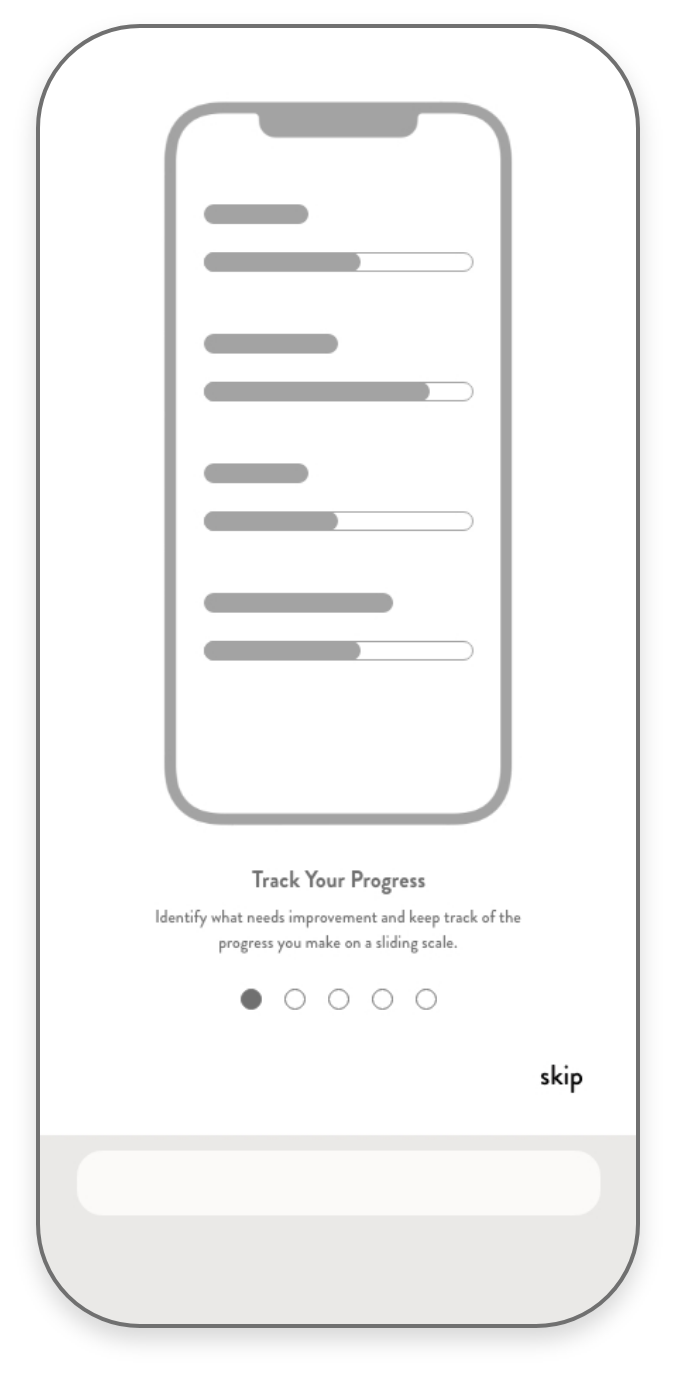 Track Your Progress
Identify what needs improvement and keep track of the
progress you make on a sliding scale.
skip